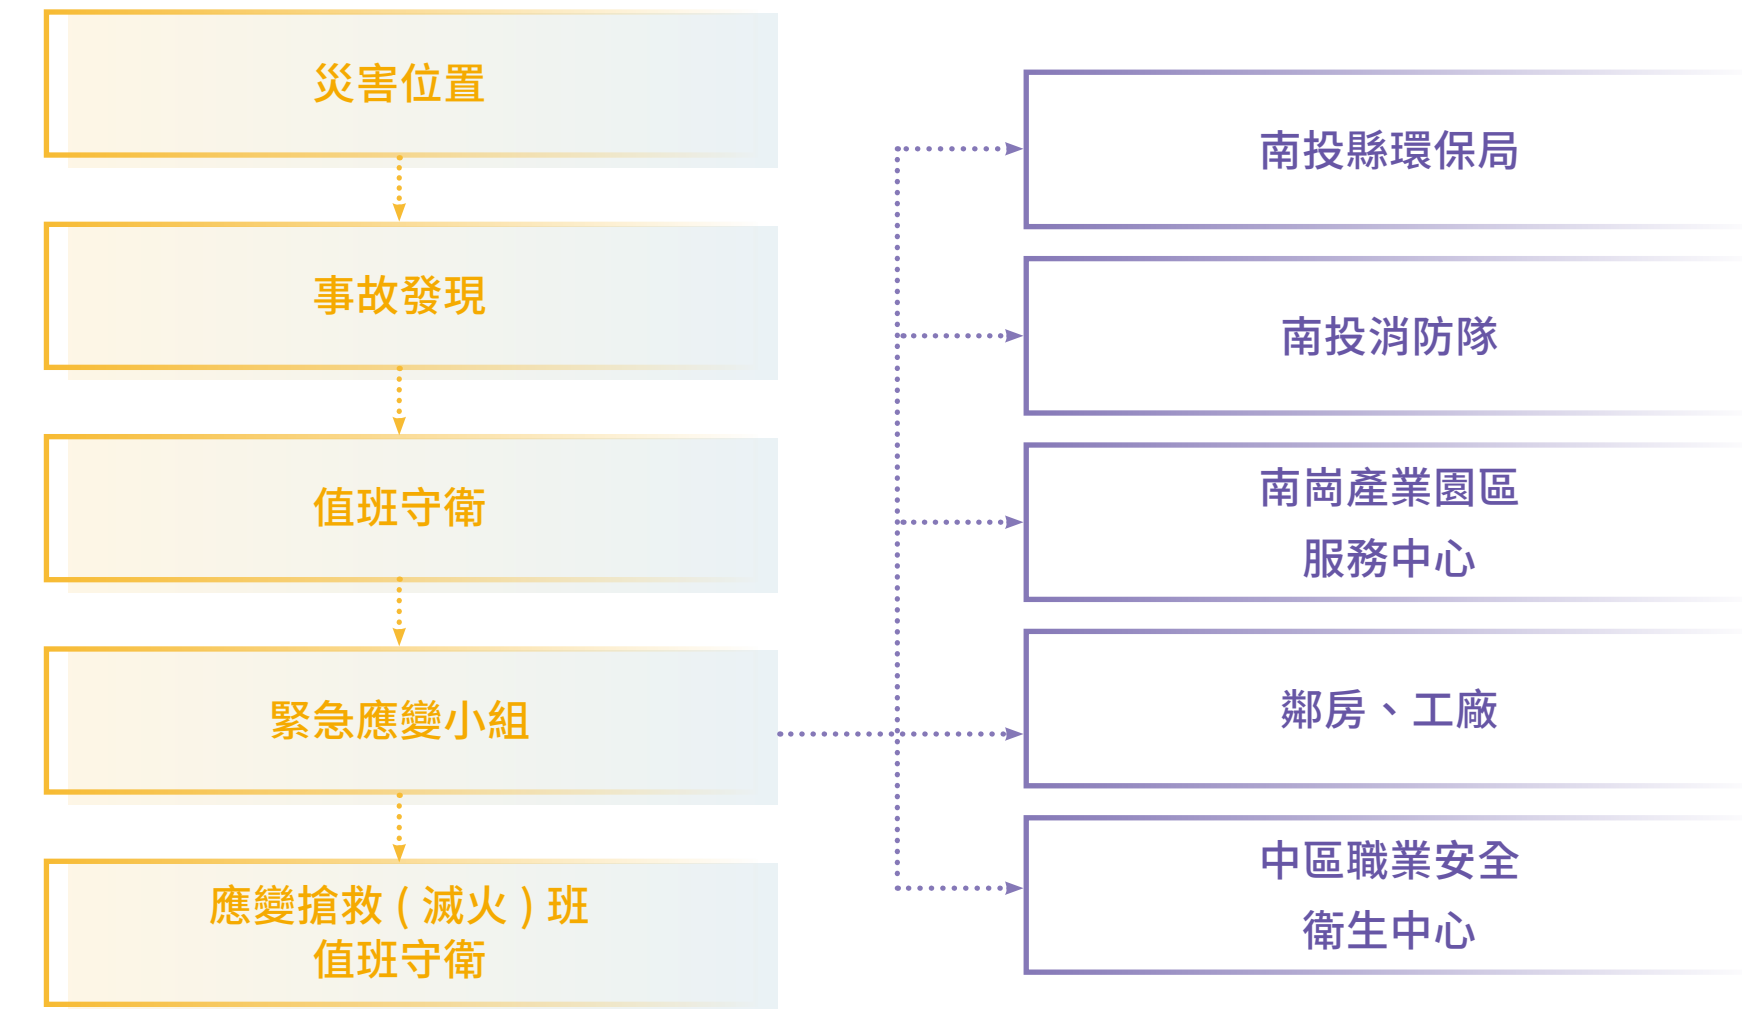 災害位置
事故發現
值班守衛
緊急應變小組
應變搶救 ( 滅火 ) 班
值班守衛
南投縣環保局
南投消防隊
南崗產業園區
服務中心
鄰房、工廠
中區職業安全
衛生中心